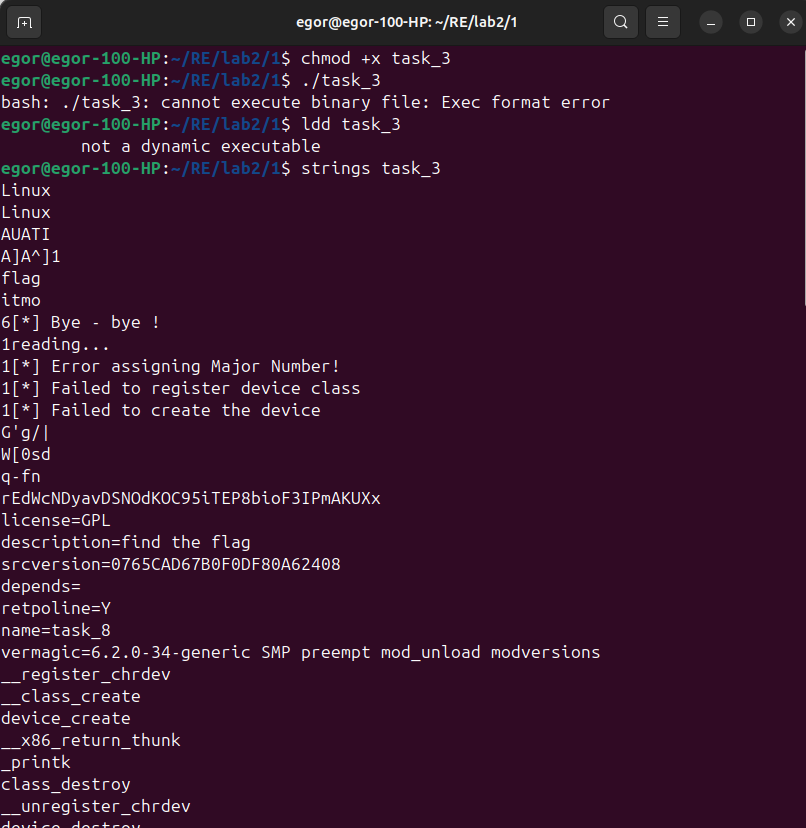 egor@egor-100-HP: ~/RE/lab2/1
egor@egor-100-HP:~/RE/lab2/1$ chmod +x task_3
egor@egor-100-HP:~/RE/lab2/1$ ./task_3
bash: ./task_3: cannot execute binary file: Exec format error
egor@egor-100-HP:~/RE/lab2/1$ ldd task_3
not a dynamic executable
egor@egor-100-HP:~/RE/lab2/1$ strings task_3
Linux
Linux
AUATI
A]A^]1
flag
itmo
6[*] Bye - bye !
1reading...
1[*] Error assigning Major Number!
1[*] Failed to register device class
1[*] Failed to create the device
G'g/|
W[0sd
q-fn
rEdWcNDyavDSNOdKOC95iTEP8bioF3IPmAKUXx
license=GPL
description=find the flag
srcversion=0765CAD67B0F0DF80A62408
depends=
retpoline=Y
name=task_8
vermagic=6.2.0-34-generic SMP preempt mod_unload modversions
__register_chrdev
__class_create
device_create
__x86_return_thunk
_printk
class_destroy
__unregister_chrdev
device_destroy